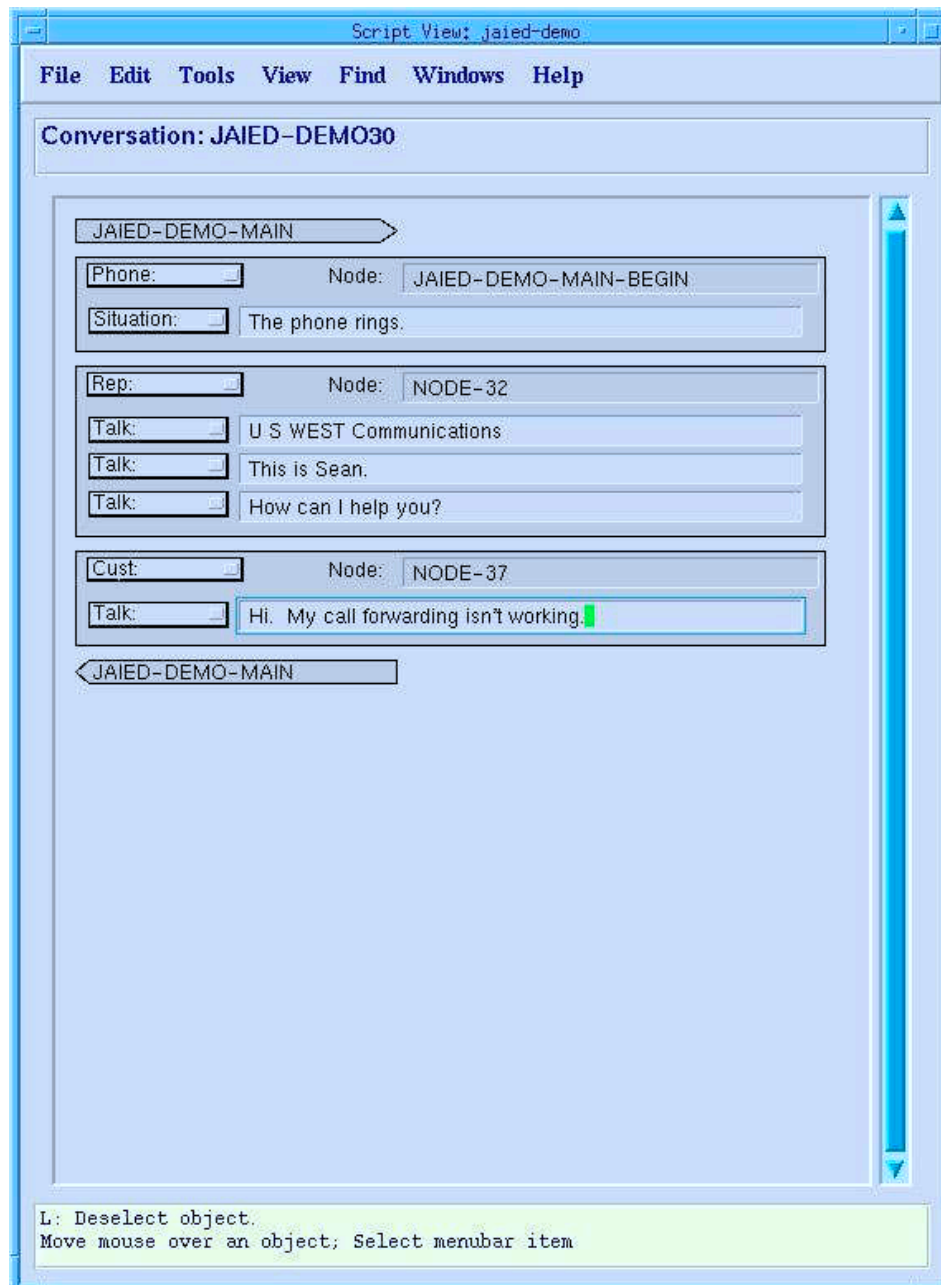 Script View: jaied-demo
File Edit Tools View Find Windows Help
Conversation: JAIED-DEMO30
JAIED-DEMO-MAIN
Phone: Node: JAIED-DEMO-MAIN-BEGIN
Situation: The phone rings.
Rep: Node: NODE-32
Talk: U S WEST Communications
Talk: This is Sean.
Talk: How can I help you?
Cust: Node: NODE-37
Talk: Hi. My call forwarding isn't working.
JAIED-DEMO-MAIN
L: Deselect object.
Move mouse over an object; Select menubar item